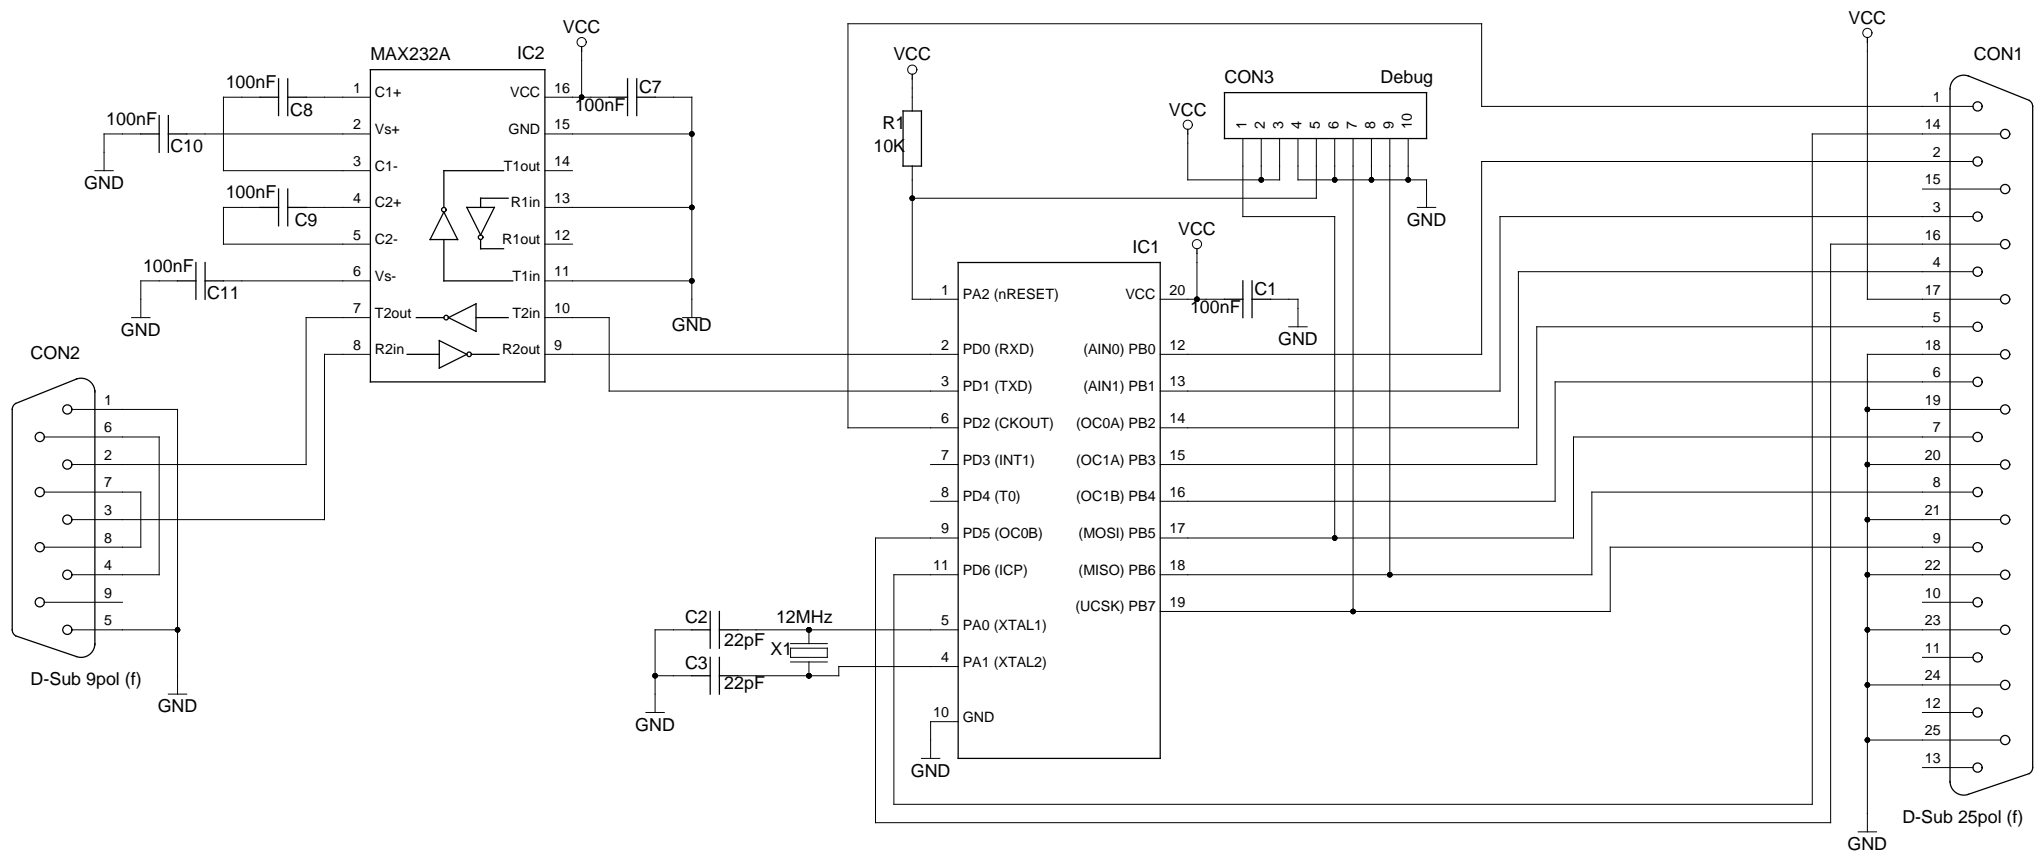 VCC
MAX232A IC2
100nF C8
1 C1+ VCC 16
100nF C7
100nF C10
2 Vs+ GND 15
3 C1- T1out 14
GND
100nF C9
4 C2+ R1in 13
5 C2- R1out 12
100nF C11
6 Vs- T1in 11
GND
7 T2out T2in 10
GND
8 R2in R2out 9
CON2
1
6
2
7
3
8
4
9
5
D-Sub 9pol (f)
GND
VCC
R1
10K
CON3 Debug
VCC
1 2 3 4 5 6 7 8 9 10
GND
VCC
IC1
1 PA2 (nRESET) VCC 20
100nF C1
GND
2 PD0 (RXD) (AIN0) PB0 12
3 PD1 (TXD) (AIN1) PB1 13
6 PD2 (CKOUT) (OC0A) PB2 14
7 PD3 (INT1) (OC1A) PB3 15
8 PD4 (T0) (OC1B) PB4 16
9 PD5 (OC0B) (MOSI) PB5 17
11 PD6 (ICP) (MISO) PB6 18
(UCSK) PB7 19
5 PA0 (XTAL1)
4 PA1 (XTAL2)
10 GND
GND
C2
22pF
12MHz
X1
C3
22pF
GND
VCC
CON1
1
14
2
15
3
16
4
17
5
18
6
19
7
20
8
21
9
22
10
23
11
24
12
25
13
D-Sub 25pol (f)
GND